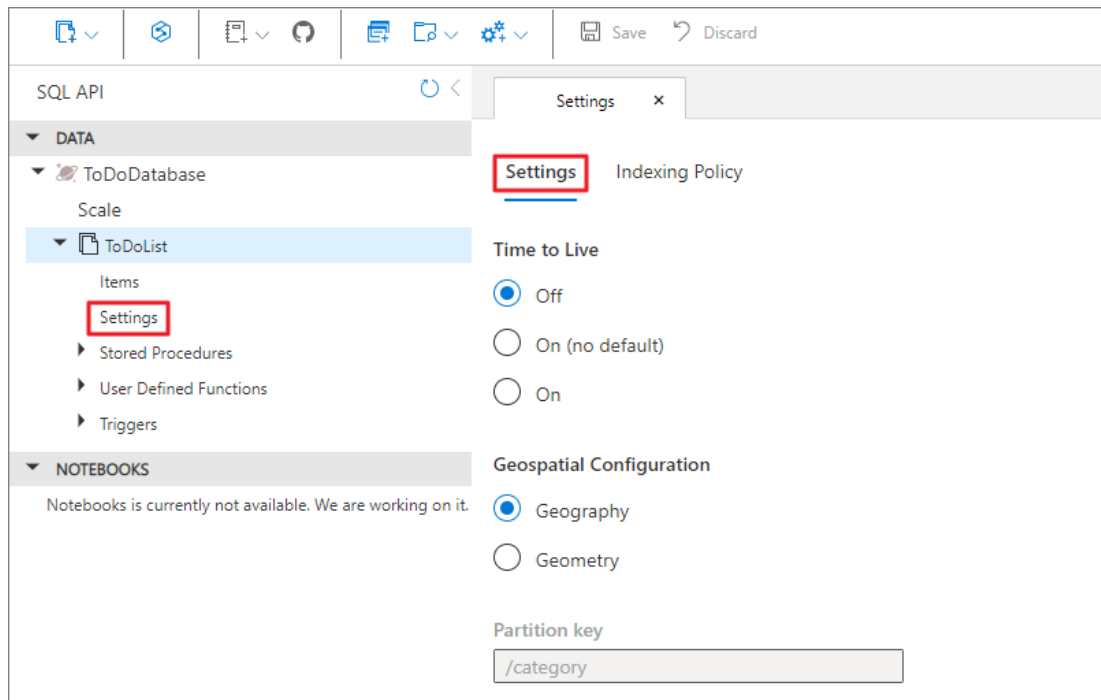 Save
Discard
SQL API
DATA
ToDoDatabase
Scale
ToDoList
Items
Settings
Stored Procedures
User Defined Functions
Triggers
NOTEBOOKS
Notebooks is currently not available. We are working on it.
Settings
Settings
Indexing Policy
Time to Live
Off
On (no default)
On
Geospatial Configuration
Geography
Geometry
Partition key
/category